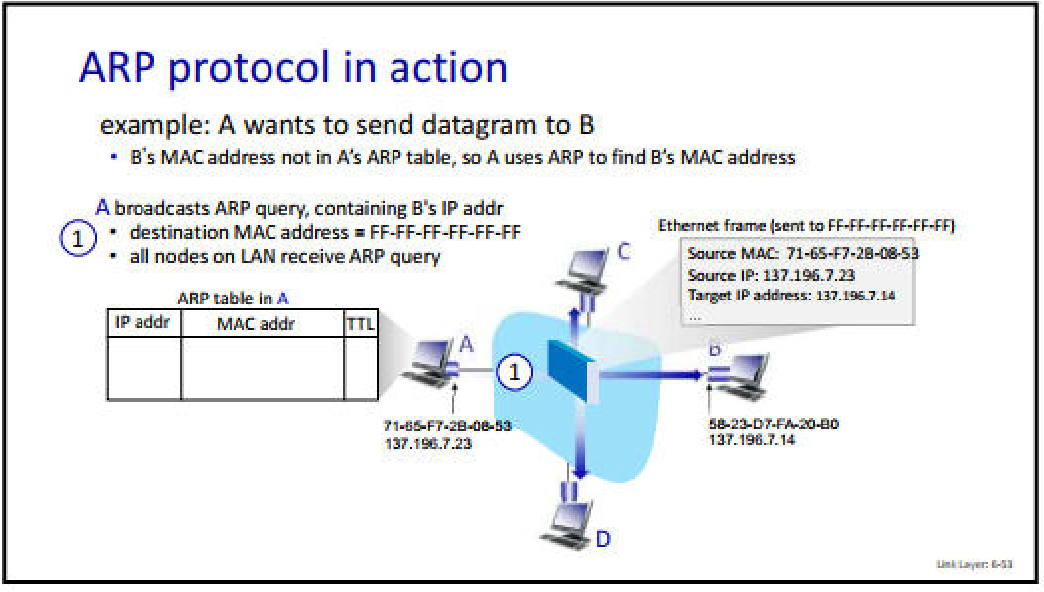 ARP protocol in action
example: A wants to send datagram to B
• B's MAC address not in A's ARP table, so A uses ARP to find B's MAC address
A broadcasts ARP query, containing B's IP addr
1
• destination MAC address = FF-FF-FF-FF-FF-FF
• all nodes on LAN receive ARP query
Ethernet frame (sent to FF-FF-FF-FF-FF-FF)
Source MAC: 71-65-F7-2B-08-53
Source IP: 137.196.7.23
Target IP address: 137.196.7.14
...
C
ARP table in A
IP addr MAC addr TTL
A
1
B
71-65-F7-2B-08-53
137.196.7.23
58-23-D7-FA-20-B0
137.196.7.14
D
Link Layer: 6-53